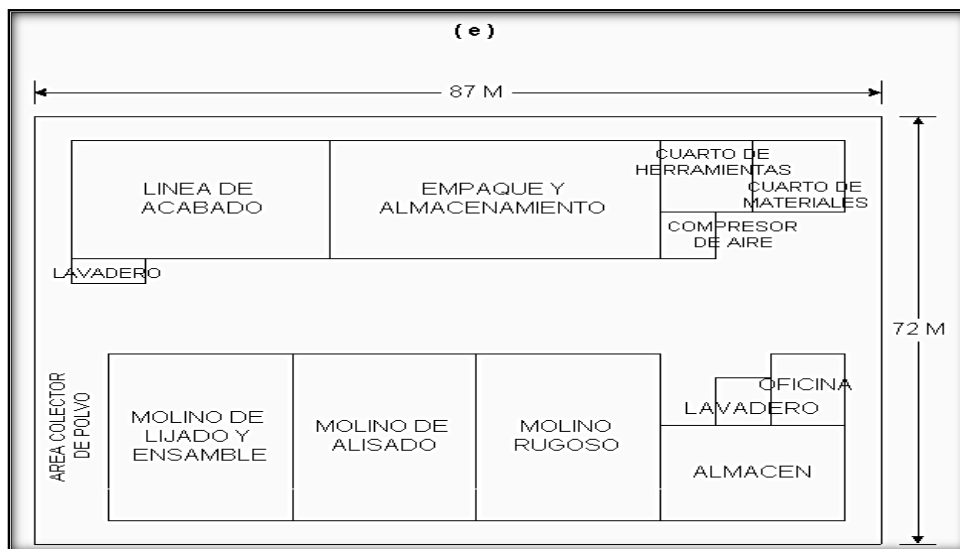 ( e )
87 M
LINEA DE
ACABADO
EMPAQUE Y
ALMACENAMIENTO
CUARTO DE
HERRAMIENTAS
CUARTO DE
MATERIALES
COMPRESOR
DE AIRE
LAVADERO
72 M
AREA COLECTOR
DE POLVO
MOLINO DE
LIJADO Y
ENSAMBLE
MOLINO DE
ALISADO
MOLINO
RUGOSO
OFICINA
LAVADERO
ALMACEN